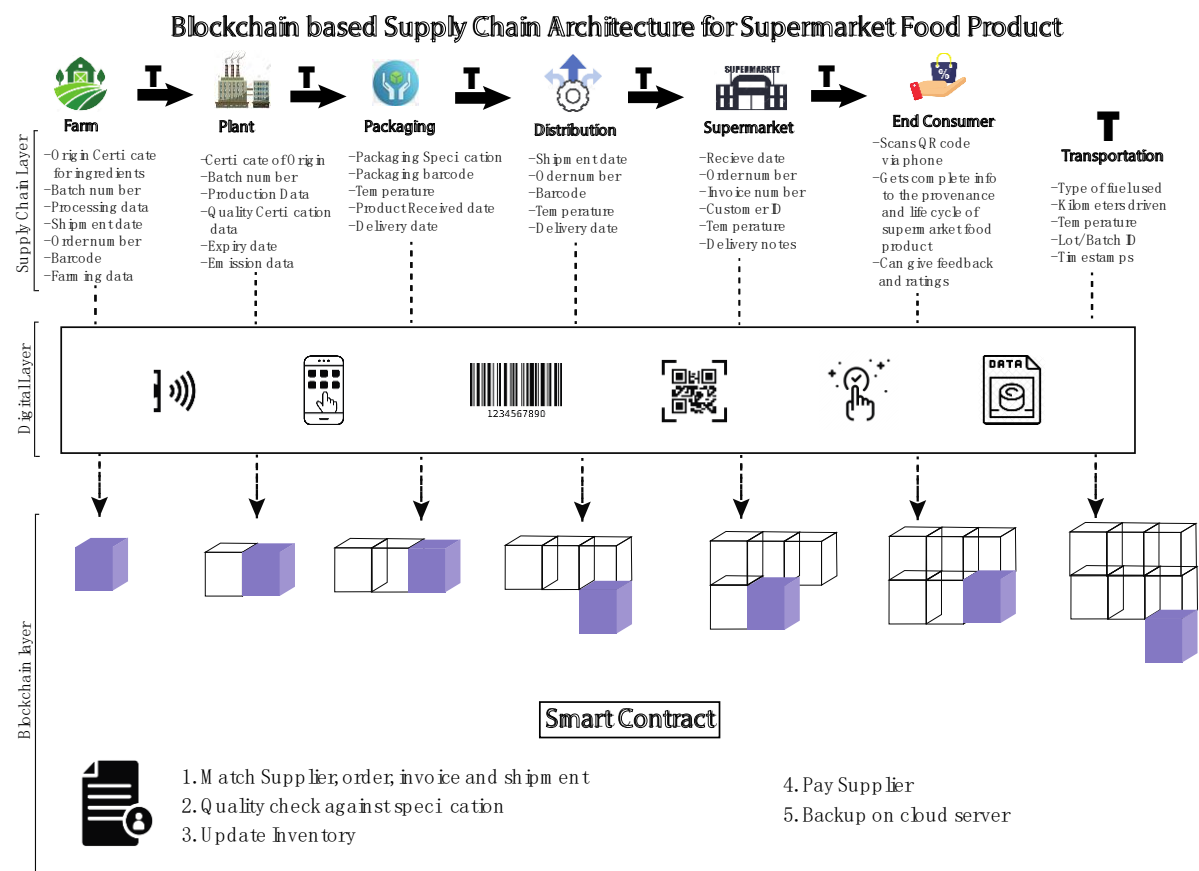 Blockchain based Supply Chain Architecture for Supermarket Food Product
T
T
T
T
SUPERMARKET
T
%
T
Farm
Plant
Packaging
Distribution
Supermarket
End Consumer
Transportation
Supply Chain Layer
-Origin Certi cate
for ingredients
-Batch number
-Processing data
-Shipment date
-Order number
-Barcode
-Farming data
-Certi cate of Origin
-Batch number
-Production Data
-Quality Certi cation
data
-Expiry date
-Emission data
-Packaging Speci cation
-Packaging barcode
-Temperature
-Product Received date
-Delivery date
-Shipment date
-Oder number
-Barcode
-Temperature
-Delivery date
-Recieve date
-Order number
-Invoice number
-Customer ID
-Temperature
-Delivery notes
-Scans QR code
via phone
-Gets complete info
to the provenance
and life cycle of
supermarket food
product
-Can give feedback
and ratings
-Type of fuel used
-Kilometers driven
-Temperature
-Lot/Batch ID
-Timestamps
Digital Layer
1234567890
DATA
Blockchain layer
Smart Contract
1. Match Supplier, order, invoice and shipment
2. Quality check against speci cation
3. Update Inventory
4. Pay Supplier
5. Backup on cloud server